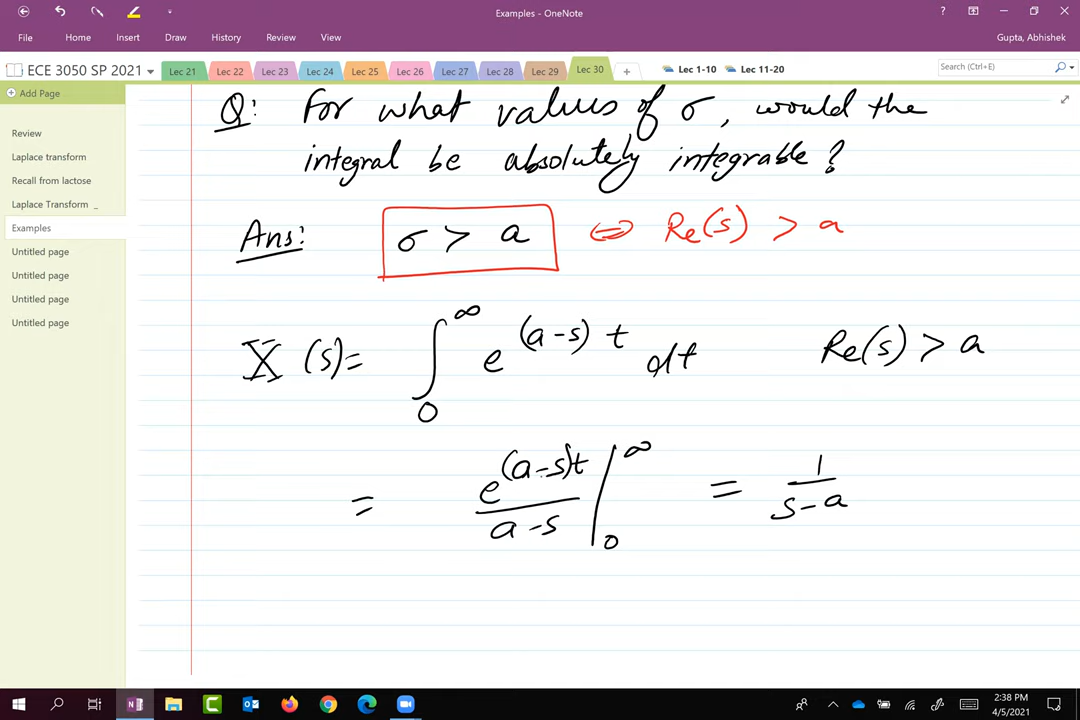 Examples - OneNote
?
File Home Insert Draw History Review View
Gupta, Abhishek
ECE 3050 SP 2021
Lec 21 Lec 22 Lec 23 Lec 24 Lec 25 Lec 26 Lec 27 Lec 28 Lec 29 Lec 30 +
Lec 1-10 Lec 11-20
Search (Ctrl+E)
Add Page
Review
Laplace transform
Recall from lactose
Laplace Transform _
Examples
Untitled page
Untitled page
Untitled page
Untitled page
Q: For what values of σ, would the
integral be absolutely integrable?
Ans: σ > a ⇔ Re(s) > a
X(s) = ∫₀^∞ e^{(a-s)t} dt Re(s) > a
= e^{(a-s)t}/(a-s) |₀^∞ = 1/(s-a)
2:38 PM
4/5/2021